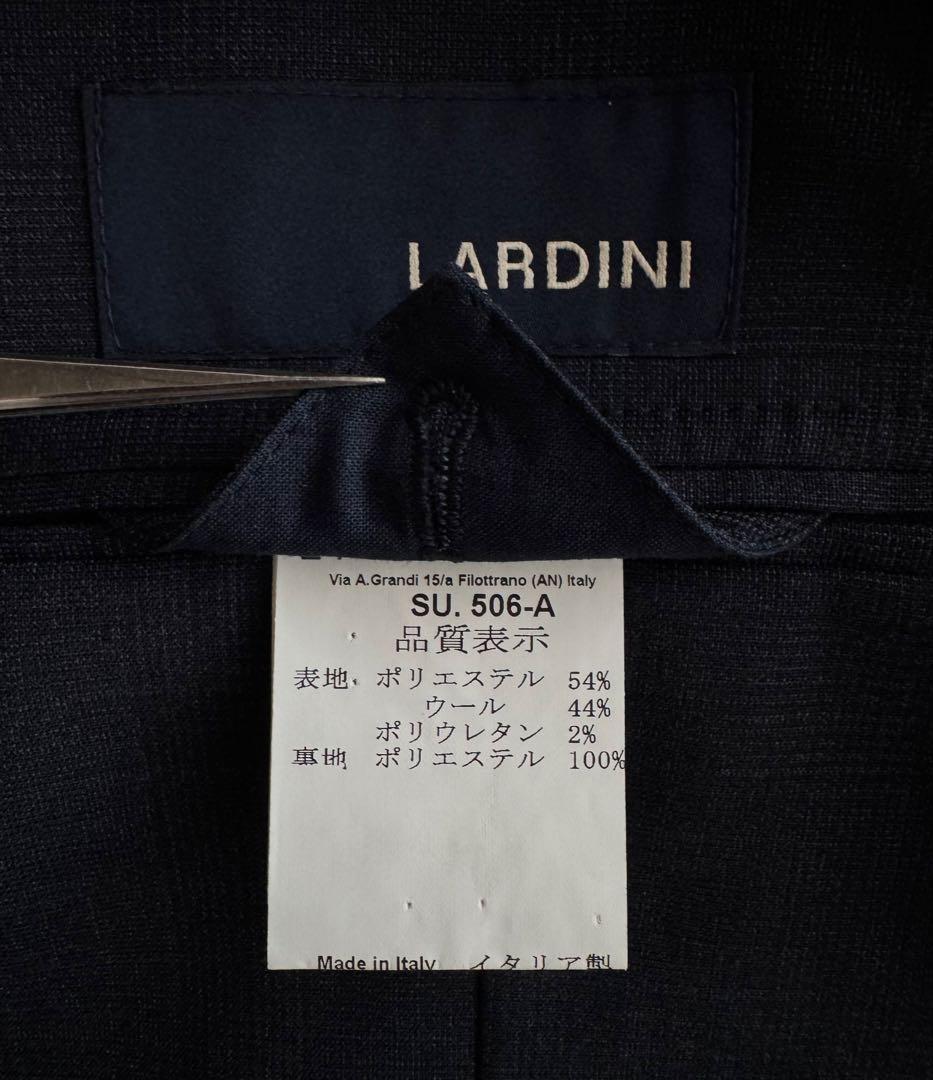 LARDINI
Via A.Grandi 15/a Filottrano (AN) Italy
SU. 506-A
品質表示
表地 ポリエステル 54%
ウール 44%
ポリウレタン 2%
裏地 ポリエステル 100%
Made in Italy イタリア製